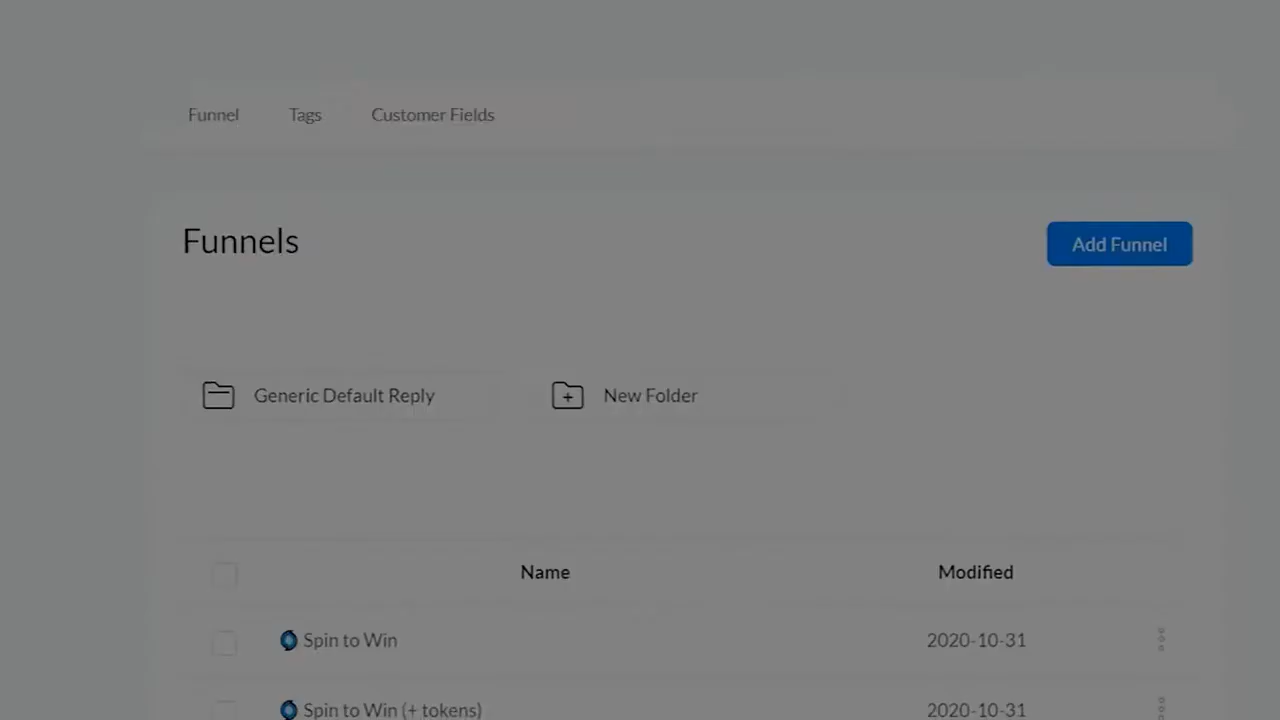 Funnel Tags Customer Fields
Funnels Add Funnel
Generic Default Reply New Folder
Name Modified
Spin to Win 2020-10-31
Spin to Win (+ tokens) 2020-10-31